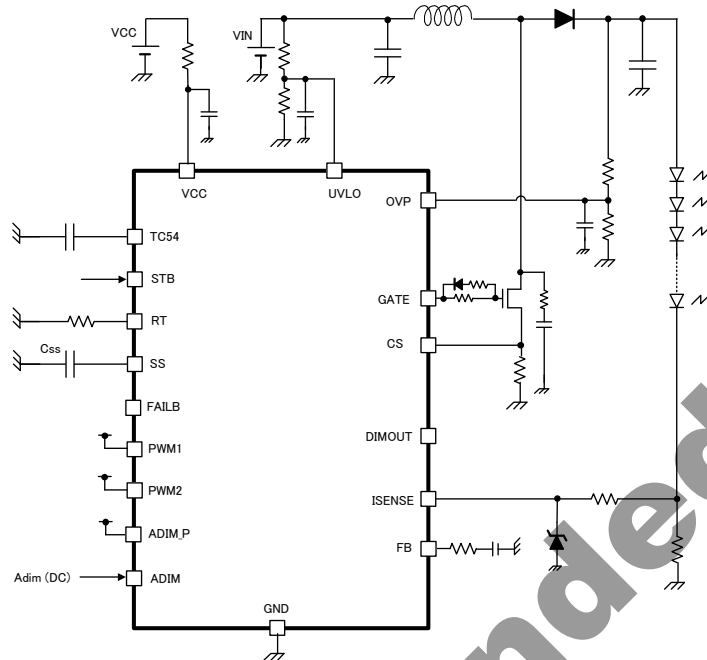 VCC
VIN
VCC
UVLO
OVP
TC54
STB
GATE
RT
CS
Css
SS
FAILB
DIMOUT
PWM1
PWM2
ISENSE
ADIM_P
FB
Adim (DC)
ADIM
GND
nded